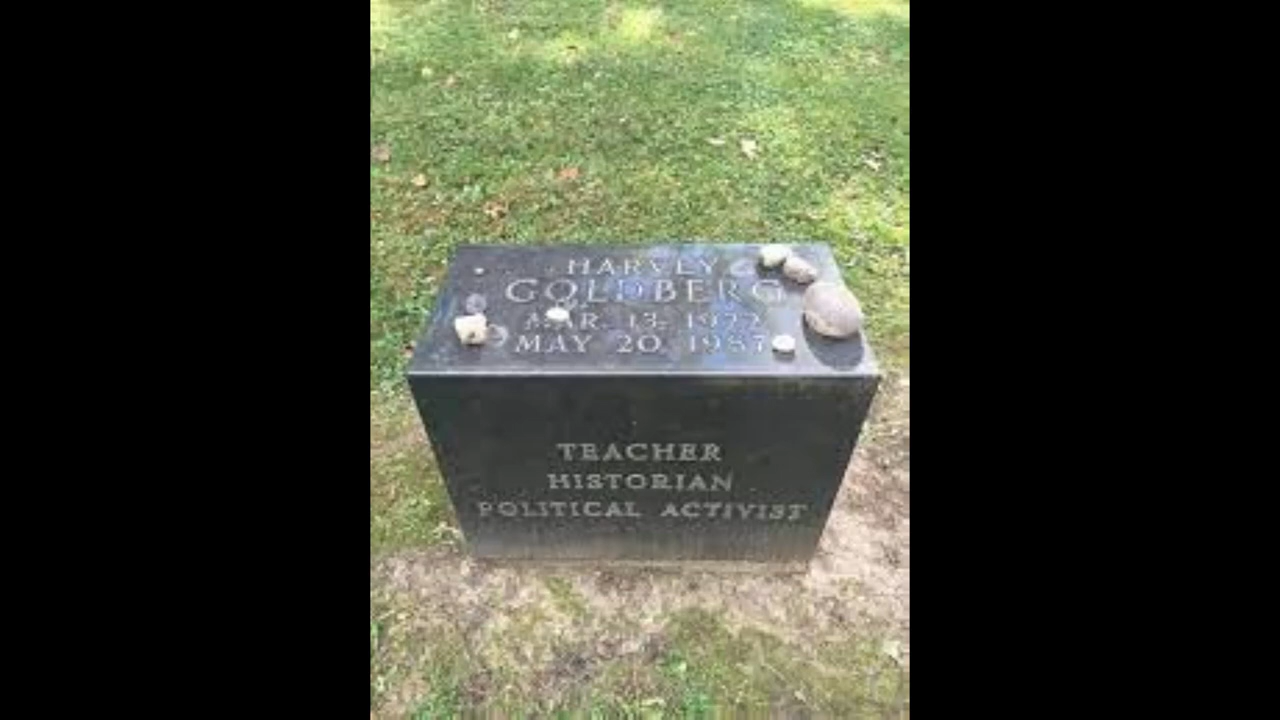 HARVEY
GOLDBERG
MAR. 13, 1922
MAY 20, 1987
TEACHER
HISTORIAN
POLITICAL ACTIVIST